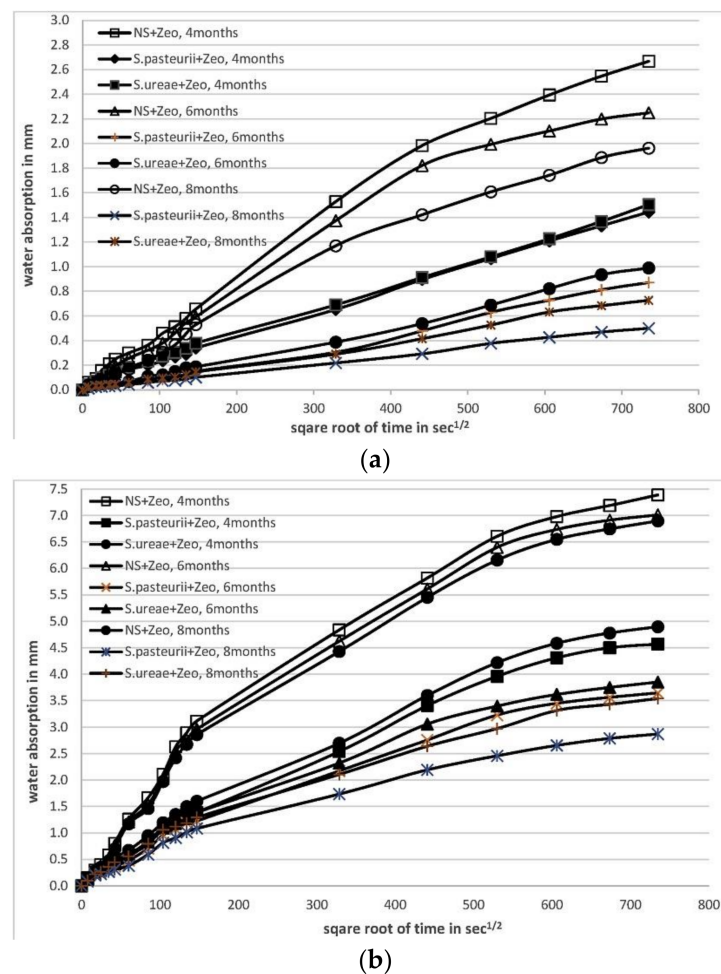 3.0
2.8
2.6
2.4
2.2
2.0
1.8
1.6
1.4
1.2
1.0
0.8
0.6
0.4
0.2
0.0
water absorption in mm
NS+Zeo, 4months
S.pasteurii+Zeo, 4months
S.ureae+Zeo, 4months
NS+Zeo, 6months
S.pasteurii+Zeo, 6months
S.ureae+Zeo, 6months
NS+Zeo, 8months
S.pasteurii+Zeo, 8months
S.ureae+Zeo, 8months
0 100 200 300 400 500 600 700 800
sqare root of time in sec1/2
(a)
7.5
7.0
6.5
6.0
5.5
5.0
4.5
4.0
3.5
3.0
2.5
2.0
1.5
1.0
0.5
0.0
water absorption in mm
NS+Zeo, 4months
S.pasteurii+Zeo, 4months
S.ureae+Zeo, 4months
NS+Zeo, 6months
S.pasteurii+Zeo, 6months
S.ureae+Zeo, 6months
NS+Zeo, 8months
S.pasteurii+Zeo, 8months
S.ureae+Zeo, 8months
0 100 200 300 400 500 600 700 800
sqare root of time in sec1/2
(b)